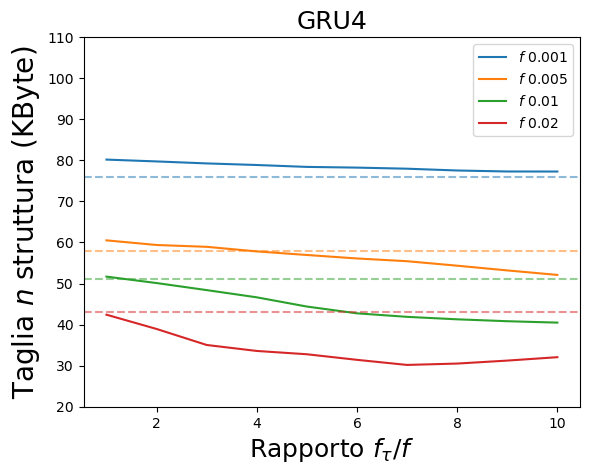 GRU4
Taglia n struttura (KByte)
110
100
90
80
70
60
50
40
30
20
f 0.001
f 0.005
f 0.01
f 0.02
2 4 6 8 10
Rapporto fτ/f